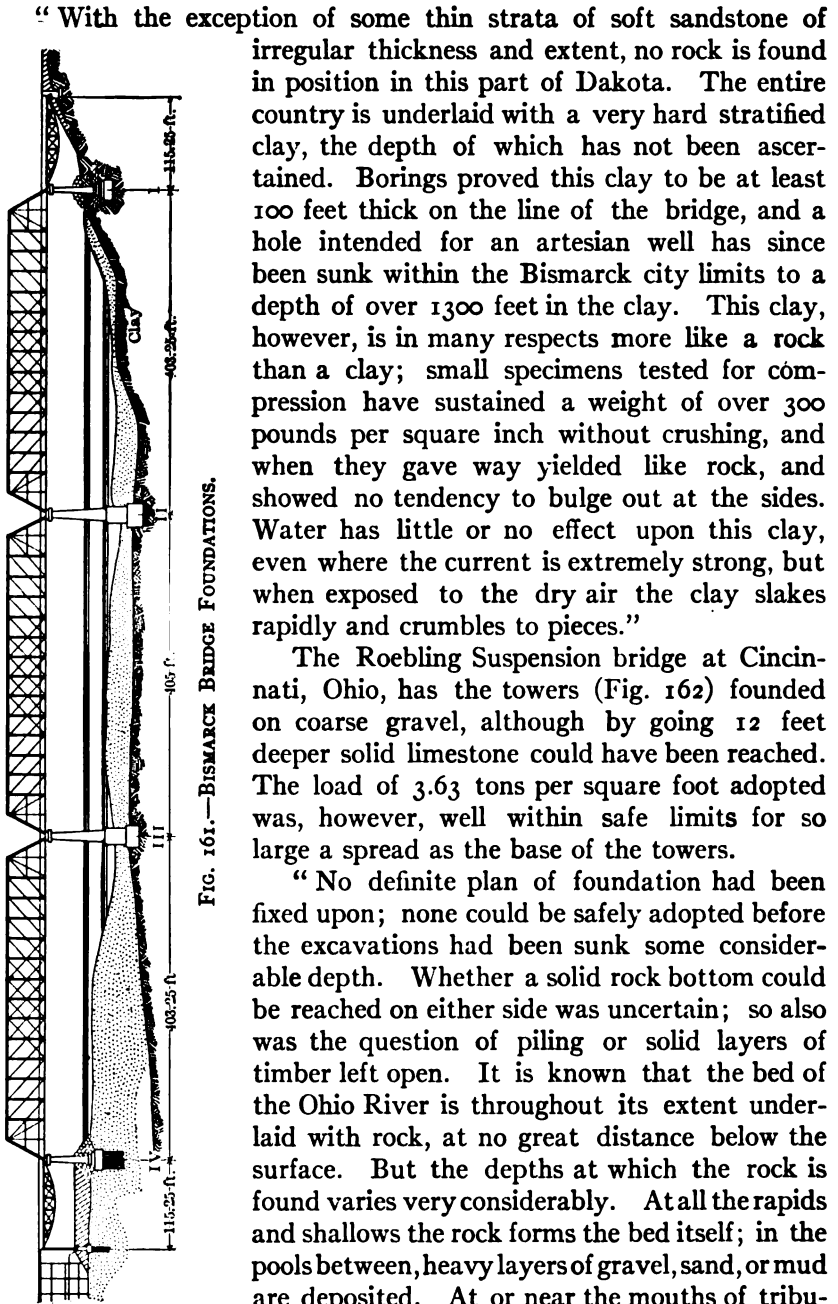 “ With the exception of some thin strata of soft sandstone of
irregular thickness and extent, no rock is found
in position in this part of Dakota. The entire
country is underlaid with a very hard stratified
clay, the depth of which has not been ascer-
tained. Borings proved this clay to be at least
100 feet thick on the line of the bridge, and a
hole intended for an artesian well has since
been sunk within the Bismarck city limits to a
depth of over 1300 feet in the clay. This clay,
however, is in many respects more like a rock
than a clay; small specimens tested for com-
pression have sustained a weight of over 300
pounds per square inch without crushing, and
when they gave way yielded like rock, and
showed no tendency to bulge out at the sides.
Water has little or no effect upon this clay,
even where the current is extremely strong, but
when exposed to the dry air the clay slakes
rapidly and crumbles to pieces.”
The Roebling Suspension bridge at Cincin-
nati, Ohio, has the towers (Fig. 162) founded
on coarse gravel, although by going 12 feet
deeper solid limestone could have been reached.
The load of 3.63 tons per square foot adopted
was, however, well within safe limits for so
large a spread as the base of the towers.
“ No definite plan of foundation had been
fixed upon; none could be safely adopted before
the excavations had been sunk some consider-
able depth. Whether a solid rock bottom could
be reached on either side was uncertain; so also
was the question of piling or solid layers of
timber left open. It is known that the bed of
the Ohio River is throughout its extent under-
laid with rock, at no great distance below the
surface. But the depths at which the rock is
found varies very considerably. At all the rapids
and shallows the rock forms the bed itself; in the
pools between, heavy layers of gravel, sand, or mud
are deposited. At or near the mouths of tribu-
FIG. 161.—BISMARCK BRIDGE FOUNDATIONS.
115.25 ft.
I
Clay
403.25 ft.
II
405 f
III
403.25 ft
IV
115.25 ft.